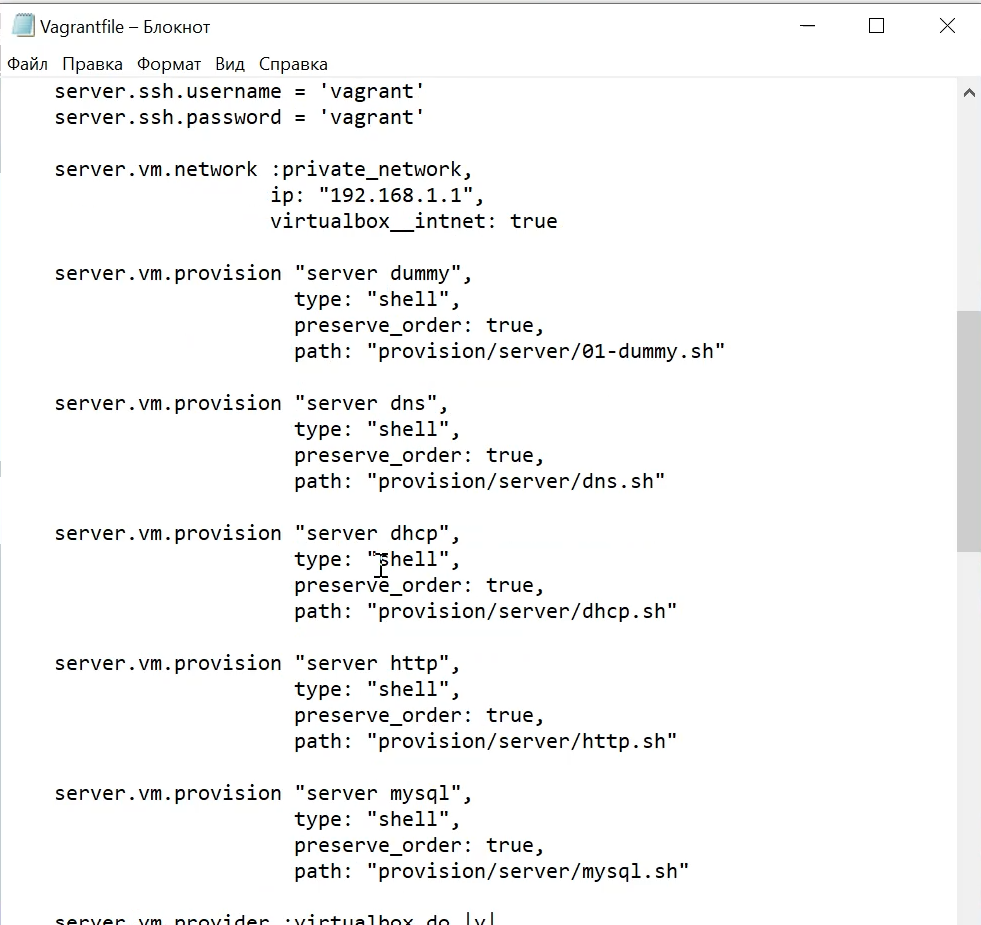 Vagrantfile – Блокнот
Файл Правка Формат Вид Справка
server.ssh.username = 'vagrant'
server.ssh.password = 'vagrant'
server.vm.network :private_network,
ip: "192.168.1.1",
virtualbox__intnet: true
server.vm.provision "server dummy",
type: "shell",
preserve_order: true,
path: "provision/server/01-dummy.sh"
server.vm.provision "server dns",
type: "shell",
preserve_order: true,
path: "provision/server/dns.sh"
server.vm.provision "server dhcp",
type: "shell",
preserve_order: true,
path: "provision/server/dhcp.sh"
server.vm.provision "server http",
type: "shell",
preserve_order: true,
path: "provision/server/http.sh"
server.vm.provision "server mysql",
type: "shell",
preserve_order: true,
path: "provision/server/mysql.sh"
server.vm.provider :virtualbox do |v|